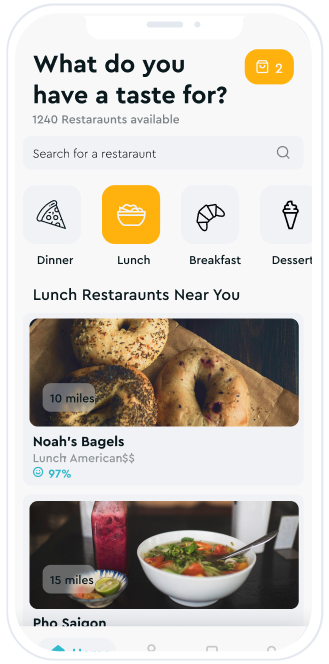 What do you
have a taste for?
2
1240 Restaraunts available
Search for a restaraunt
Dinner Lunch Breakfast Dessert
Lunch Restaraunts Near You
10 miles
Noah's Bagels
Lunch American$$
97%
15 miles
Pho Saigon
Home